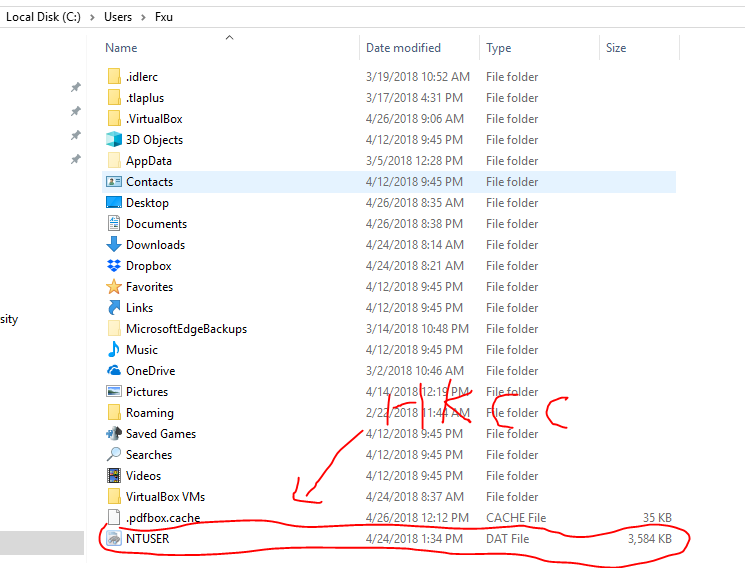 Local Disk (C:) > Users > Fxu
Name Date modified Type Size
.idlerc 3/19/2018 10:52 AM File folder
.tlaplus 3/17/2018 4:31 PM File folder
.VirtualBox 4/26/2018 9:06 AM File folder
3D Objects 4/12/2018 9:45 PM File folder
AppData 3/5/2018 12:28 PM File folder
Contacts 4/12/2018 9:45 PM File folder
Desktop 4/26/2018 8:35 AM File folder
Documents 4/26/2018 8:38 PM File folder
Downloads 4/24/2018 8:14 AM File folder
Dropbox 4/24/2018 8:21 AM File folder
Favorites 4/12/2018 9:45 PM File folder
Links 4/12/2018 9:45 PM File folder
sity
MicrosoftEdgeBackups 3/14/2018 10:48 PM File folder
Music 4/12/2018 9:45 PM File folder
OneDrive 3/2/2018 10:46 AM File folder
Pictures 4/14/2018 12:19 PM File folder
Roaming 2/22/2018 11:44 AM File folder
HKCC
Saved Games 4/12/2018 9:45 PM File folder
Searches 4/12/2018 9:45 PM File folder
Videos 4/12/2018 9:45 PM File folder
VirtualBox VMs 4/24/2018 8:37 AM File folder
.pdfbox.cache 4/26/2018 12:12 PM CACHE File 35 KB
NTUSER 4/24/2018 1:34 PM DAT File 3,584 KB